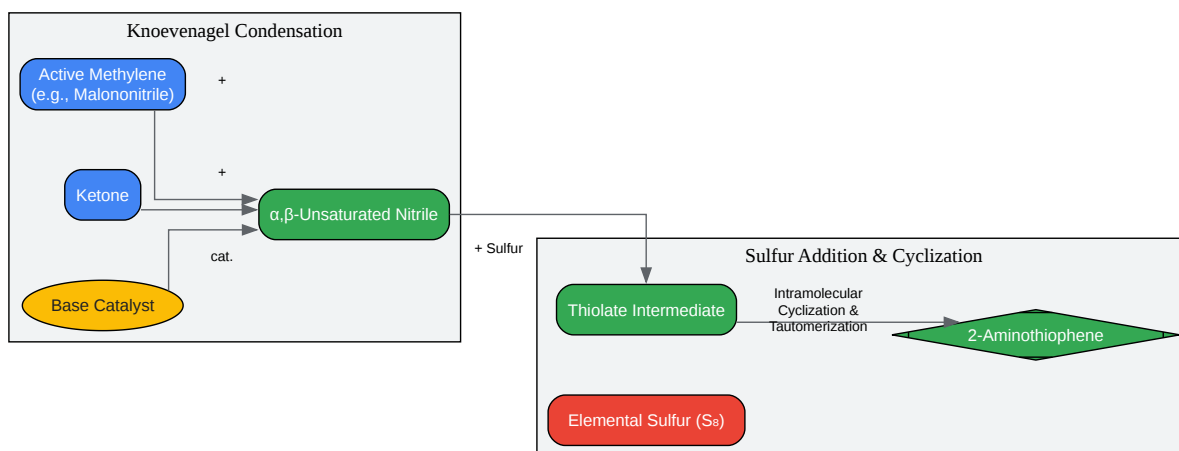 Knoevenagel Condensation
Active Methylene
(e.g., Malononitrile)
+
+
Ketone
α,β-Unsaturated Nitrile
cat.
Base Catalyst
+ Sulfur
Sulfur Addition & Cyclization
Thiolate Intermediate
Intramolecular
Cyclization &
Tautomerization
2-Aminothiophene
Elemental Sulfur (S₈)